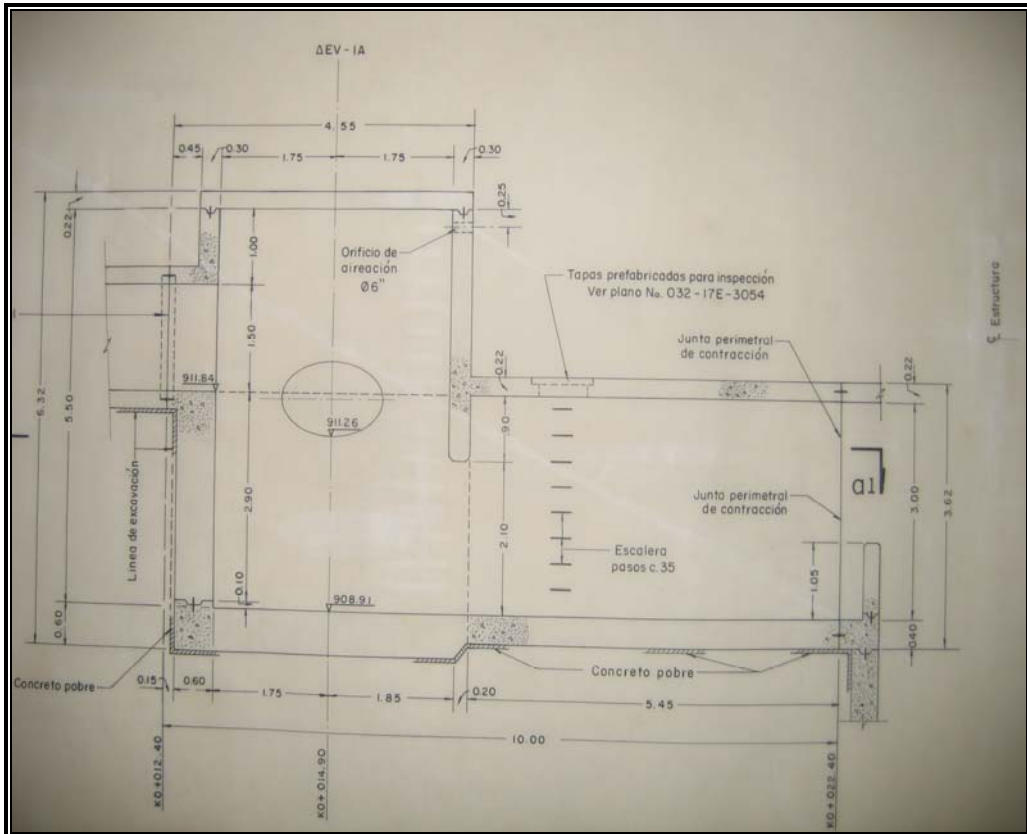 ΔEV-1A
4.55
0.45
0.30
1.75
1.75
0.30
0.22
0.25
1.00
Orificio de
aireación
Ø6"
Tapas prefabricadas para inspección
Ver plano No. 032-17E-3054
Junta perimetral
de contracción
₵ Estructura
1.50
6.32
5.50
911.84
911.26
0.22
.90
0.22
Línea de excavación
2.90
2.10
Junta perimetral
de contracción
a1
3.00
3.62
Escalera
pasos c.35
1.05
0.10
908.91
0.60
0.40
Concreto pobre
Concreto pobre
0.15
0.60
1.75
1.85
0.20
5.45
10.00
K0+012.40
K0+014.90
K0+022.40